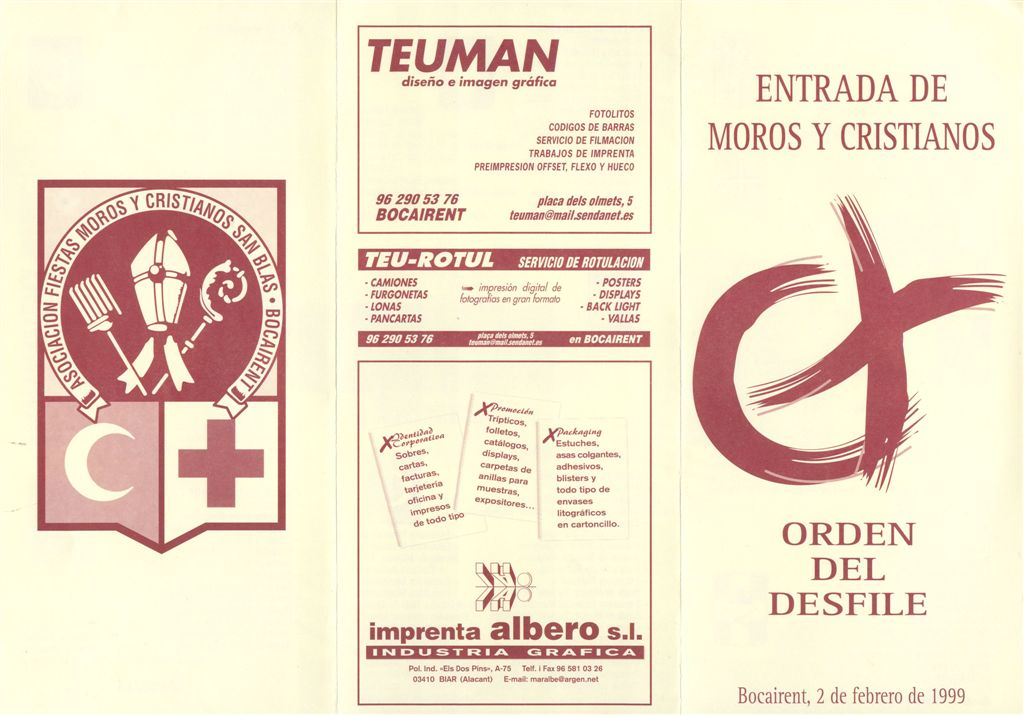 ASOCIACION FIESTAS MOROS Y CRISTIANOS SAN BLAS • BOCAIRENT
TEUMAN
diseño e imagen gráfica
FOTOLITOS
CODIGOS DE BARRAS
SERVICIO DE FILMACION
TRABAJOS DE IMPRENTA
PREIMPRESION OFFSET, FLEXO Y HUECO
96 290 53 76
BOCAIRENT
placa dels olmets, 5
teuman@mail.sendanet.es
TEU-ROTUL SERVICIO DE ROTULACION
- CAMIONES
- FURGONETAS
- LONAS
- PANCARTAS
impresión digital de
fotografías en gran formato
- POSTERS
- DISPLAYS
- BACK LIGHT
- VALLAS
96 290 53 76
plaça dels olmets, 5
teuman@mail.sendanet.es
en BOCAIRENT
Identidad
Corporativa
Sobres,
cartas,
facturas,
tarjetería
oficina y
impresos
de todo tipo
Promoción
Trípticos,
folletos,
catálogos,
displays,
carpetas de
anillas para
muestras,
expositores...
Packaging
Estuches,
asas colgantes,
adhesivos,
blisters y
todo tipo de
envases
litográficos
en cartoncillo.
imprenta albero s.l.
INDUSTRIA GRAFICA
Pol. Ind. «Els Dos Pins», A-75 Telf. i Fax 96 581 03 26
03410 BIAR (Alacant) E-mail: maralbe@argen.net
ENTRADA DE
MOROS Y CRISTIANOS
ORDEN
DEL
DESFILE
Bocairent, 2 de febrero de 1999